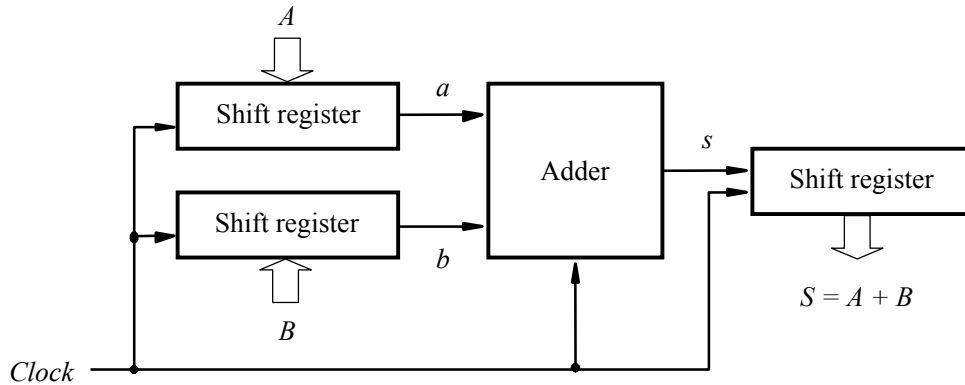 A
Shift register
a
Adder
s
Shift register
Shift register
b
B
S = A + B
Clock